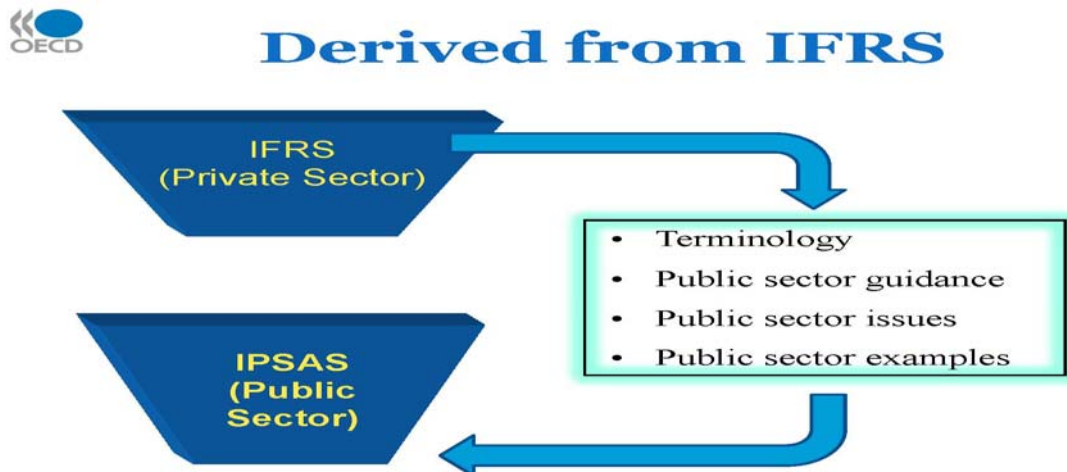 OECD
Derived from IFRS
IFRS
(Private Sector)
• Terminology
• Public sector guidance
• Public sector issues
• Public sector examples
IPSAS
(Public
Sector)